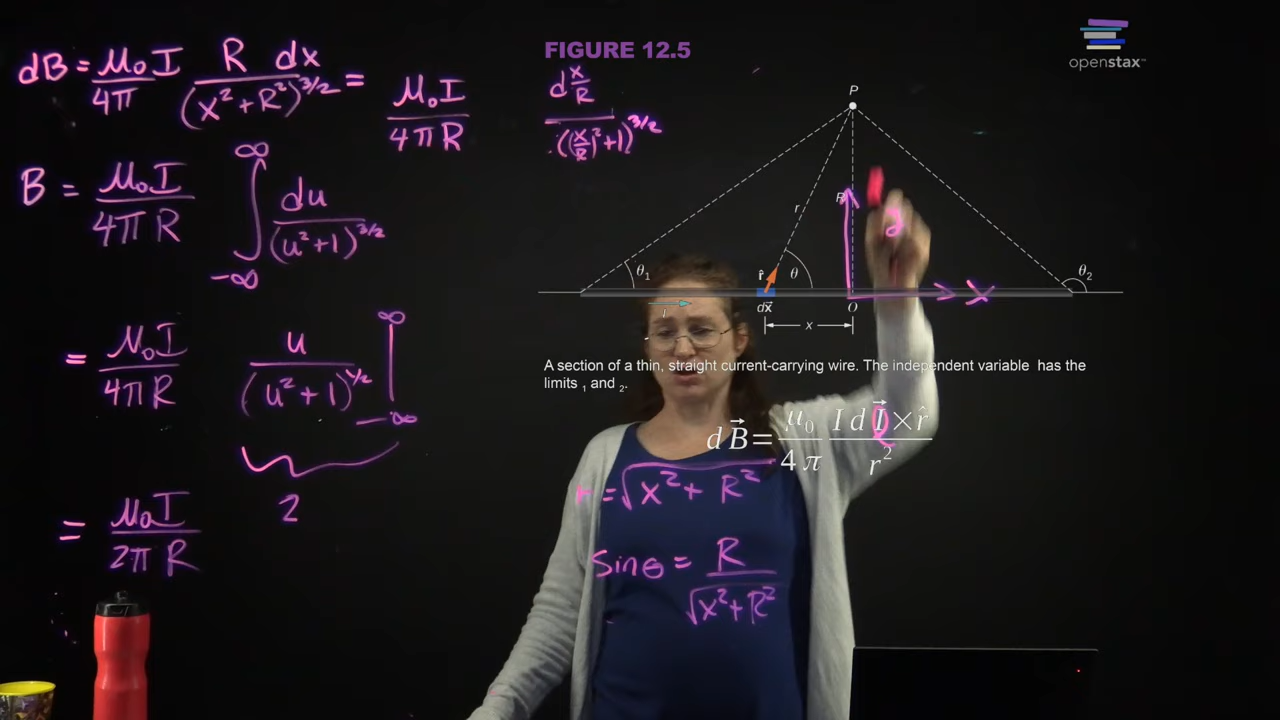 dB = μ₀I/4π R dx/(x² + R²)^3/2 = μ₀I/4πR d x/R/((x/R)²+1)^3/2
B = μ₀I/4πR ∫_-∞^∞ du/(u²+1)^3/2
= μ₀I/4πR u/(u²+1)^1/2 |_-∞^∞
2
= μ₀I/2πR
FIGURE 12.5
openstax™
P
r
θ₁
r̂
θ
θ₂
I
dx⃗
O
x
x
A section of a thin, straight current-carrying wire. The independent variable has the
limits ₁ and ₂.
dB⃗ = μ₀/4π I d l⃗ × r̂/r²
r = √x² + R²
Sinθ = R/√x²+R²